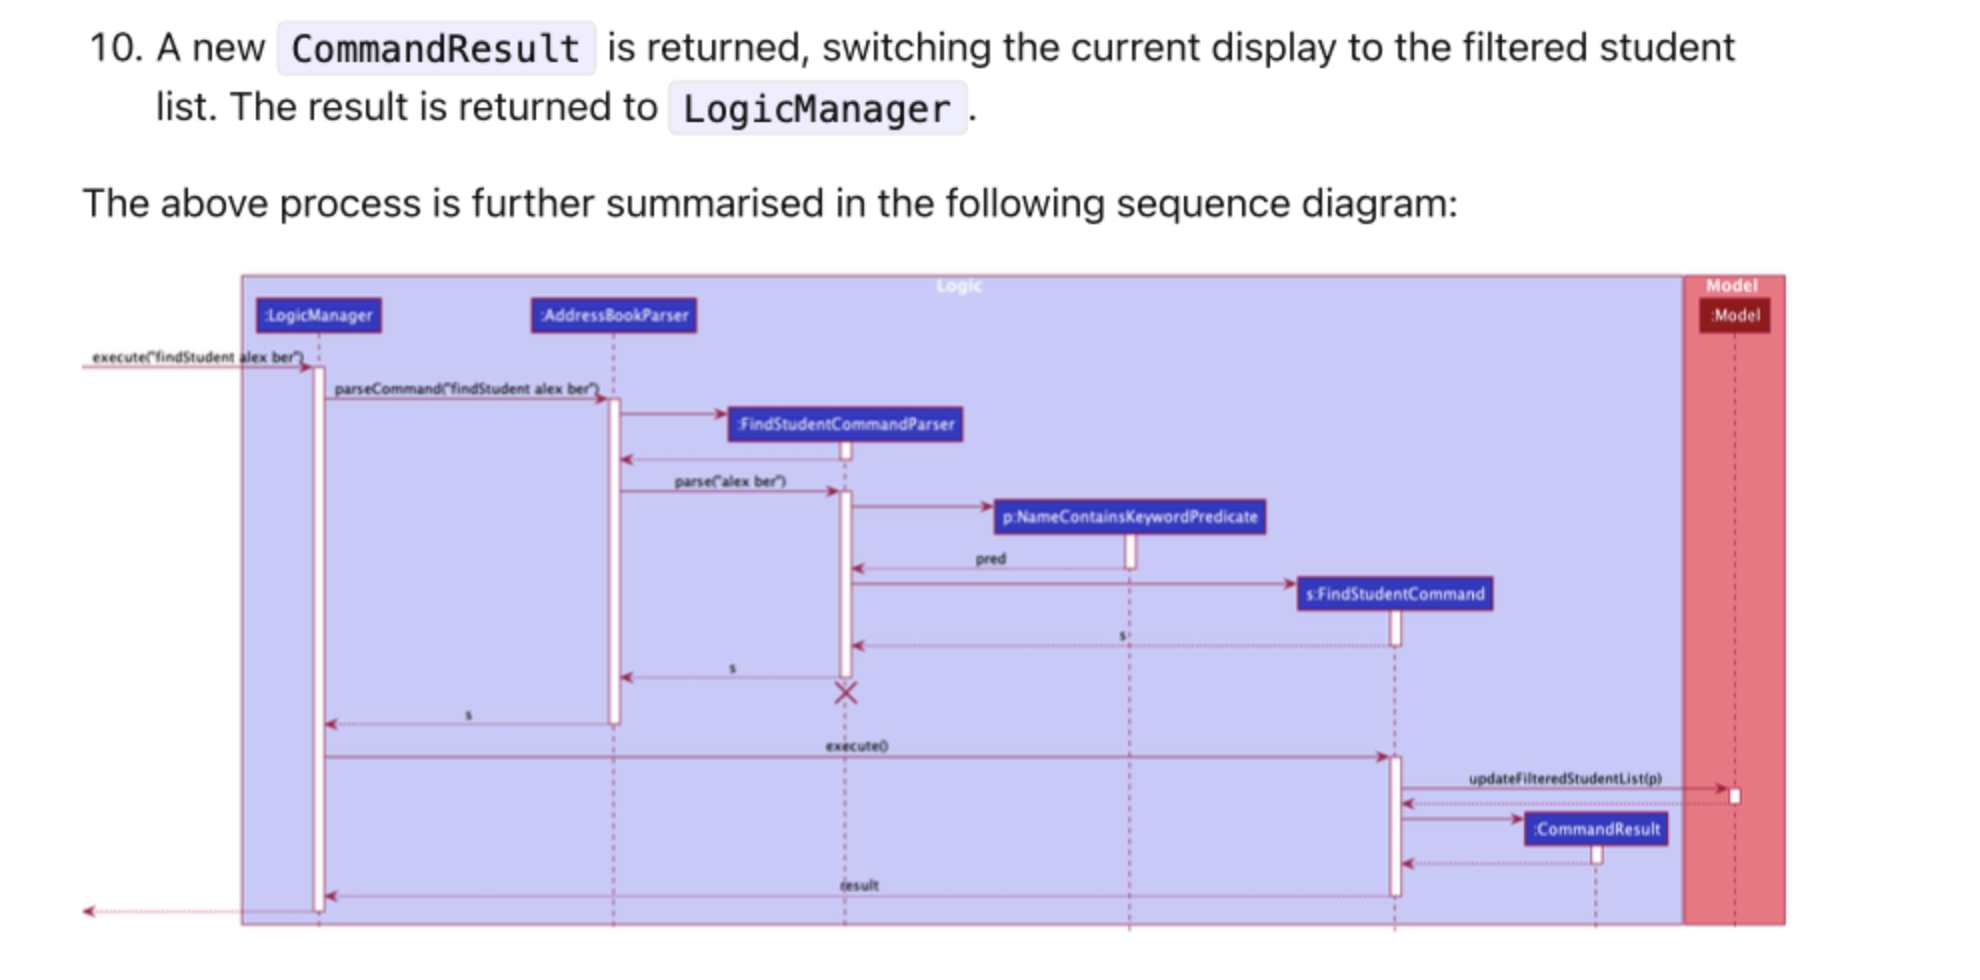 10. A new CommandResult is returned, switching the current display to the filtered student
list. The result is returned to LogicManager.
The above process is further summarised in the following sequence diagram:
Logic
Model
:LogicManager
:AddressBookParser
:Model
execute("findStudent alex ber")
parseCommand("findStudent alex ber")
:FindStudentCommandParser
parse("alex ber")
p:NameContainsKeywordPredicate
pred
s:FindStudentCommand
s
s
s
execute()
updateFilteredStudentList(p)
:CommandResult
result